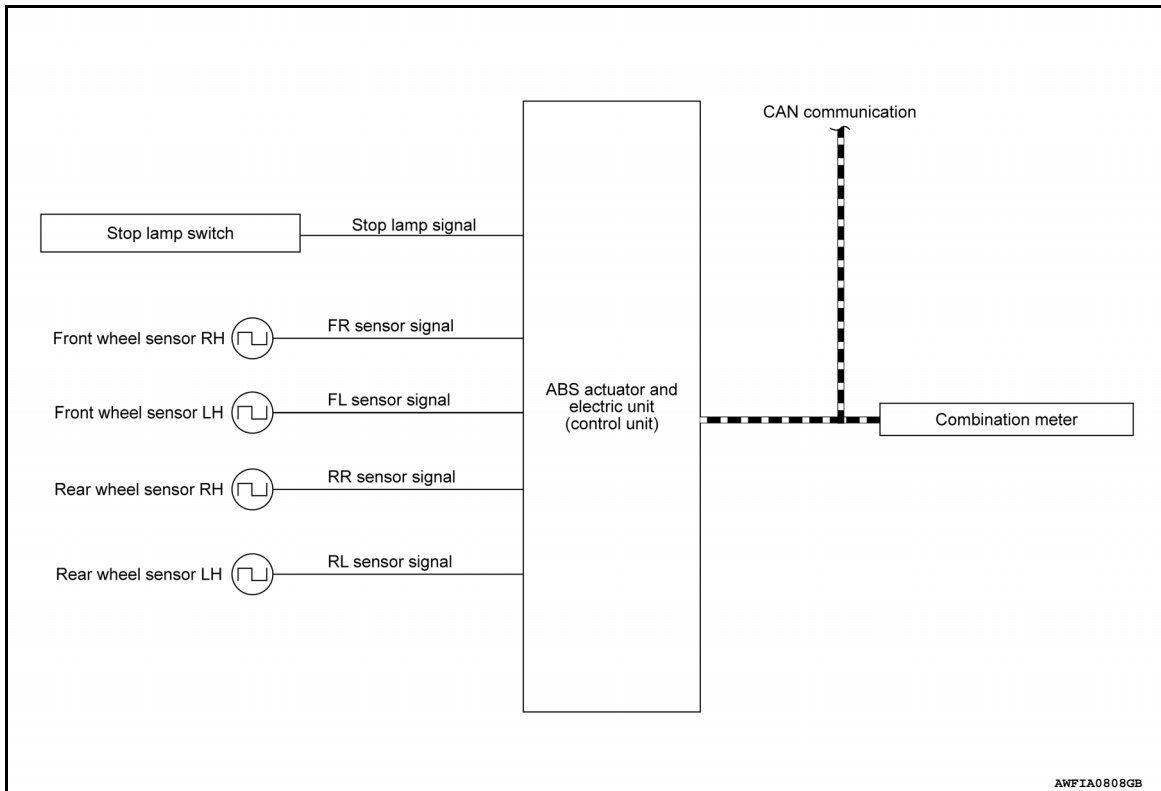 CAN communication
Stop lamp switch
Stop lamp signal
Front wheel sensor RH
FR sensor signal
Front wheel sensor LH
FL sensor signal
Rear wheel sensor RH
RR sensor signal
Rear wheel sensor LH
RL sensor signal
ABS actuator and
electric unit
(control unit)
Combination meter
AWFIA0808GB